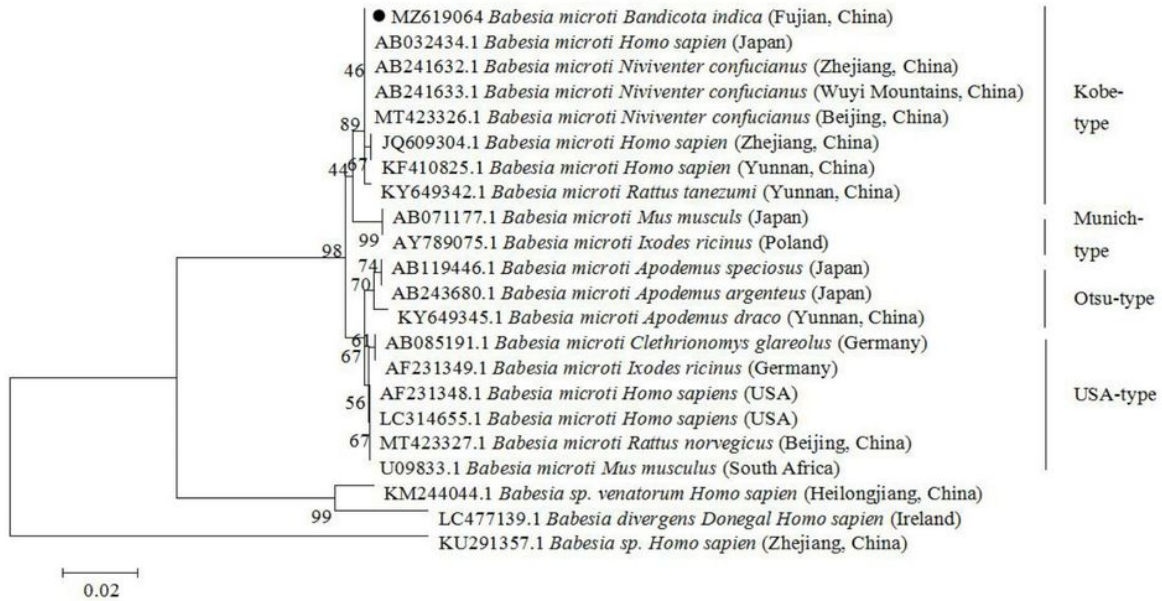 MZ619064 Babesia microti Bandicota indica (Fujian, China)
AB032434.1 Babesia microti Homo sapien (Japan)
46
AB241632.1 Babesia microti Niviventer confucianus (Zhejiang, China)
AB241633.1 Babesia microti Niviventer confucianus (Wuyi Mountains, China)
Kobe-
type
MT423326.1 Babesia microti Niviventer confucianus (Beijing, China)
89
JQ609304.1 Babesia microti Homo sapien (Zhejiang, China)
4467
KF410825.1 Babesia microti Homo sapien (Yunnan, China)
KY649342.1 Babesia microti Rattus tanezumi (Yunnan, China)
AB071177.1 Babesia microti Mus musculs (Japan)
Munich-
type
99
AY789075.1 Babesia microti Ixodes ricinus (Poland)
98
74
AB119446.1 Babesia microti Apodemus speciosus (Japan)
70
AB243680.1 Babesia microti Apodemus argenteus (Japan)
Otsu-type
KY649345.1 Babesia microti Apodemus draco (Yunnan, China)
61
AB085191.1 Babesia microti Clethrionomys glareolus (Germany)
67
AF231349.1 Babesia microti Ixodes ricinus (Germany)
AF231348.1 Babesia microti Homo sapiens (USA)
USA-type
56
LC314655.1 Babesia microti Homo sapiens (USA)
67
MT423327.1 Babesia microti Rattus norvegicus (Beijing, China)
U09833.1 Babesia microti Mus musculus (South Africa)
KM244044.1 Babesia sp. venatorum Homo sapien (Heilongjiang, China)
99
LC477139.1 Babesia divergens Donegal Homo sapien (Ireland)
KU291357.1 Babesia sp. Homo sapien (Zhejiang, China)
0.02